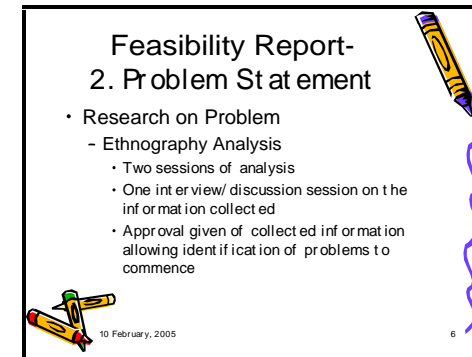 Feasibility Report-
2. Problem Statement
• Research on Problem
– Ethnography Analysis
• Two sessions of analysis
• One interview/discussion session on the
information collected
• Approval given of collected information
allowing identification of problems to
commence
10 February, 2005
6